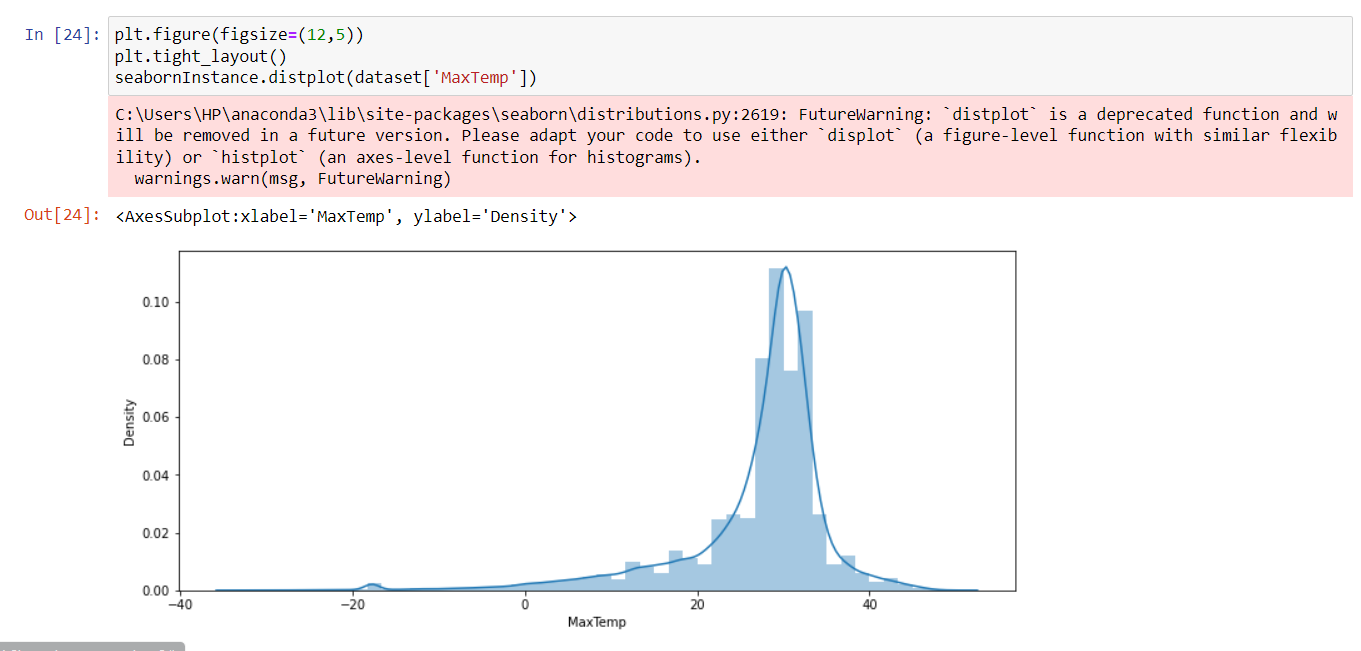 In [24]: plt.figure(figsize=(12,5))
plt.tight_layout()
seabornInstance.distplot(dataset['MaxTemp'])
C:\Users\HP\anaconda3\lib\site-packages\seaborn\distributions.py:2619: FutureWarning: `distplot` is a deprecated function and w
ill be removed in a future version. Please adapt your code to use either `displot` (a figure-level function with similar flexib
ility) or `histplot` (an axes-level function for histograms).
  warnings.warn(msg, FutureWarning)
Out[24]: <AxesSubplot:xlabel='MaxTemp', ylabel='Density'>
0.10
0.08
0.06
0.04
0.02
0.00
Density
−40 −20 0 20 40
MaxTemp